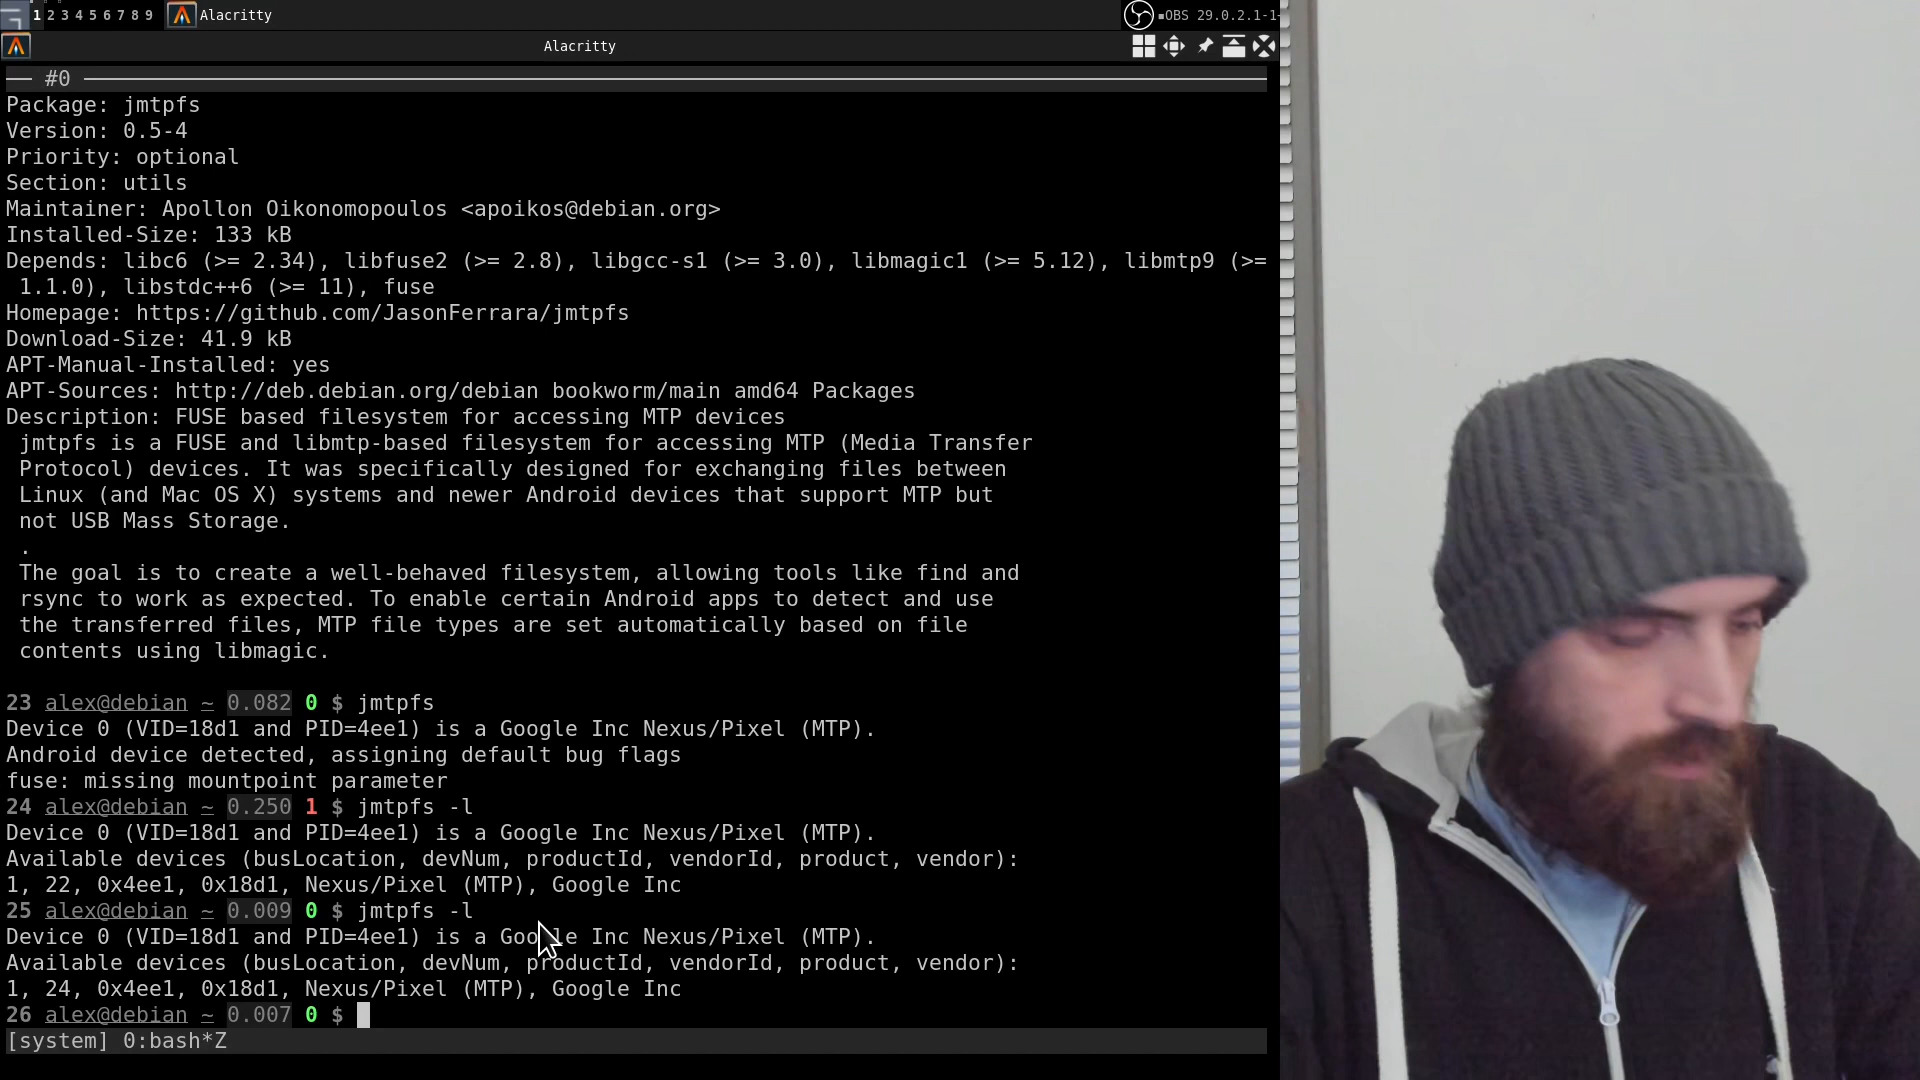 1 2 3 4 5 6 7 8 9 Alacritty OBS 29.0.2.1-1-
Alacritty
#0
Package: jmtpfs
Version: 0.5-4
Priority: optional
Section: utils
Maintainer: Apollon Oikonomopoulos <apoikos@debian.org>
Installed-Size: 133 kB
Depends: libc6 (>= 2.34), libfuse2 (>= 2.8), libgcc-s1 (>= 3.0), libmagic1 (>= 5.12), libmtp9 (>=
1.1.0), libstdc++6 (>= 11), fuse
Homepage: https://github.com/JasonFerrara/jmtpfs
Download-Size: 41.9 kB
APT-Manual-Installed: yes
APT-Sources: http://deb.debian.org/debian bookworm/main amd64 Packages
Description: FUSE based filesystem for accessing MTP devices
jmtpfs is a FUSE and libmtp-based filesystem for accessing MTP (Media Transfer
Protocol) devices. It was specifically designed for exchanging files between
Linux (and Mac OS X) systems and newer Android devices that support MTP but
not USB Mass Storage.
.
The goal is to create a well-behaved filesystem, allowing tools like find and
rsync to work as expected. To enable certain Android apps to detect and use
the transferred files, MTP file types are set automatically based on file
contents using libmagic.
23 alex@debian ~ 0.082 0 $ jmtpfs
Device 0 (VID=18d1 and PID=4ee1) is a Google Inc Nexus/Pixel (MTP).
Android device detected, assigning default bug flags
fuse: missing mountpoint parameter
24 alex@debian ~ 0.250 1 $ jmtpfs -l
Device 0 (VID=18d1 and PID=4ee1) is a Google Inc Nexus/Pixel (MTP).
Available devices (busLocation, devNum, productId, vendorId, product, vendor):
1, 22, 0x4ee1, 0x18d1, Nexus/Pixel (MTP), Google Inc
25 alex@debian ~ 0.009 0 $ jmtpfs -l
Device 0 (VID=18d1 and PID=4ee1) is a Google Inc Nexus/Pixel (MTP).
Available devices (busLocation, devNum, productId, vendorId, product, vendor):
1, 24, 0x4ee1, 0x18d1, Nexus/Pixel (MTP), Google Inc
26 alex@debian ~ 0.007 0 $
[system] 0:bash*Z